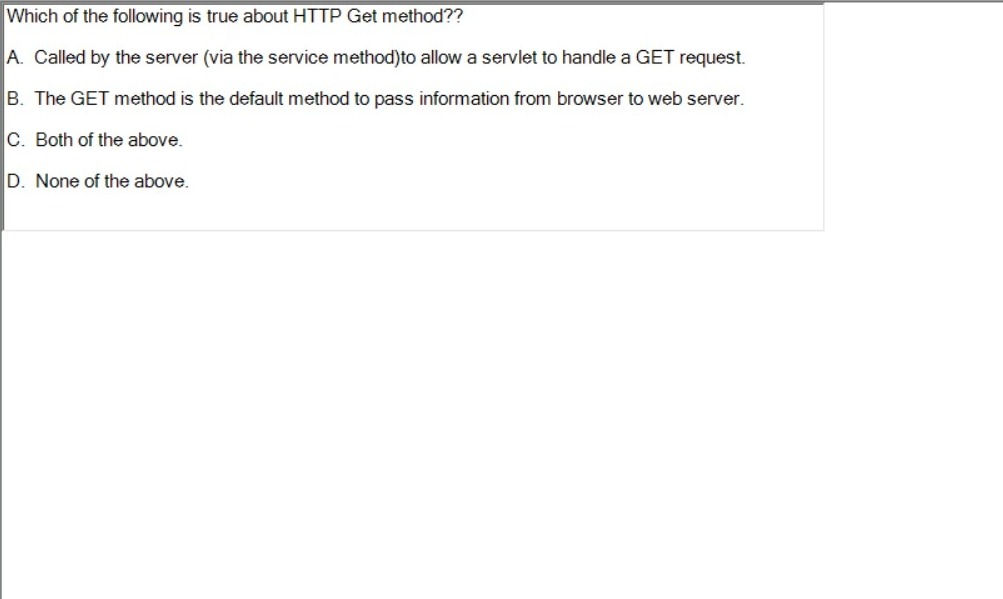 Which of the following is true about HTTP Get method??
A. Called by the server (via the service method)to allow a servlet to handle a GET request.
B. The GET method is the default method to pass information from browser to web server.
C. Both of the above.
D. None of the above.